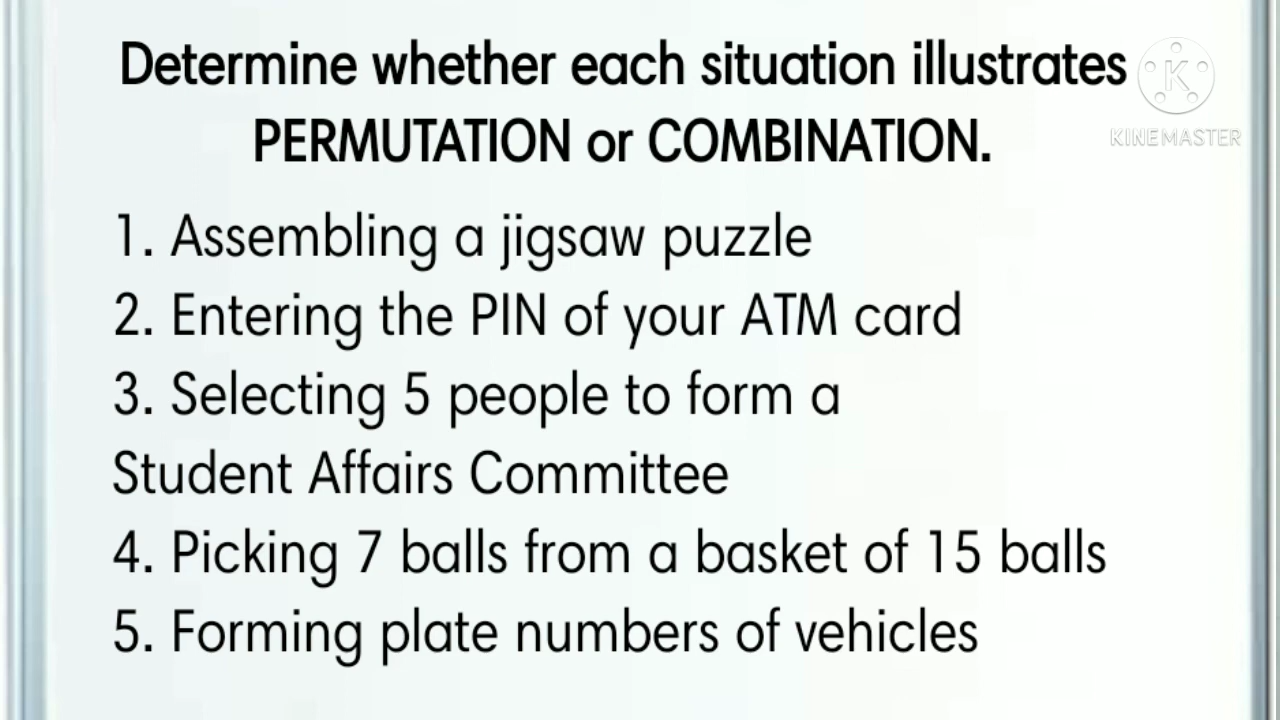 Determine whether each situation illustrates
PERMUTATION or COMBINATION.
K
KINEMASTER
1. Assembling a jigsaw puzzle
2. Entering the PIN of your ATM card
3. Selecting 5 people to form a
Student Affairs Committee
4. Picking 7 balls from a basket of 15 balls
5. Forming plate numbers of vehicles